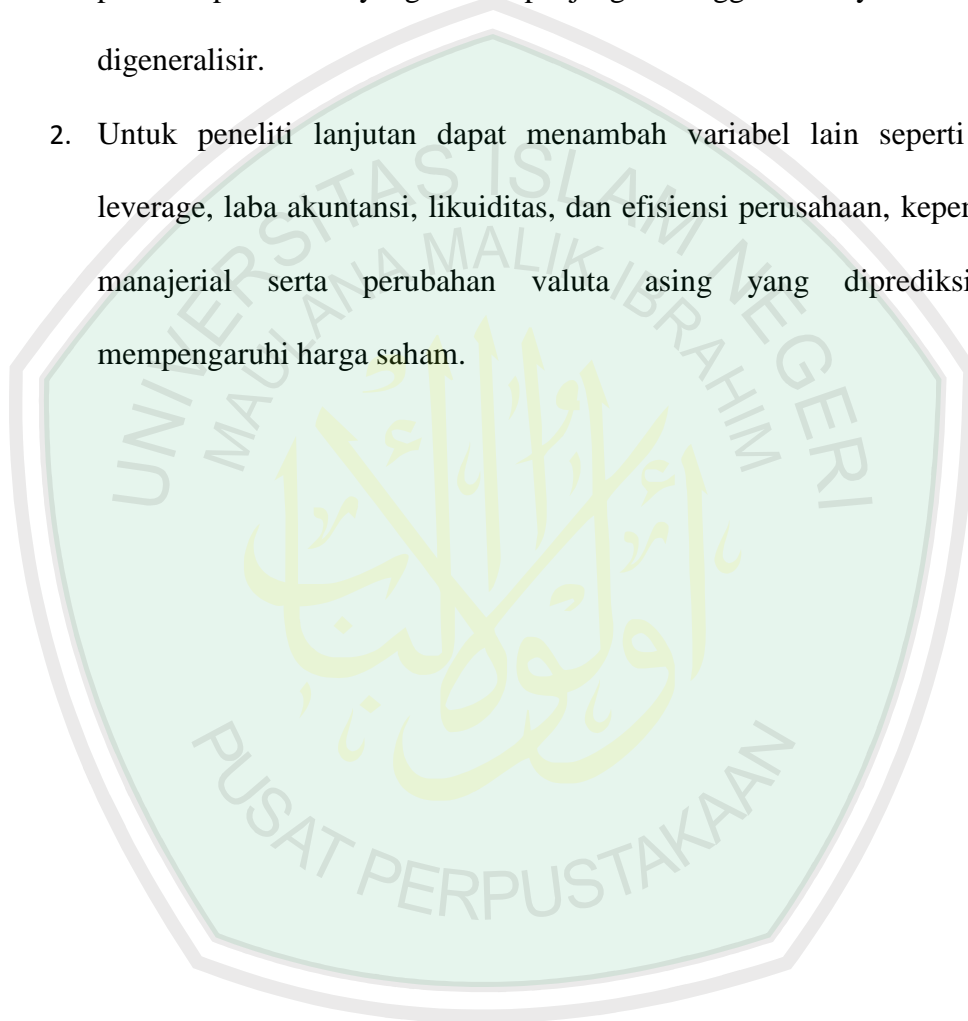 digeneralisir.
2. Untuk peneliti lanjutan dapat menambah variabel lain seperti
leverage, laba akuntansi, likuiditas, dan efisiensi perusahaan,
manajerial serta perubahan valuta asing yang diprediksi
mempengaruhi harga saham.
UNIVERSITAS ISLAM NEGERI
MAULANA MALIK IBRAHIM
PUSAT PERPUSTAKAAN